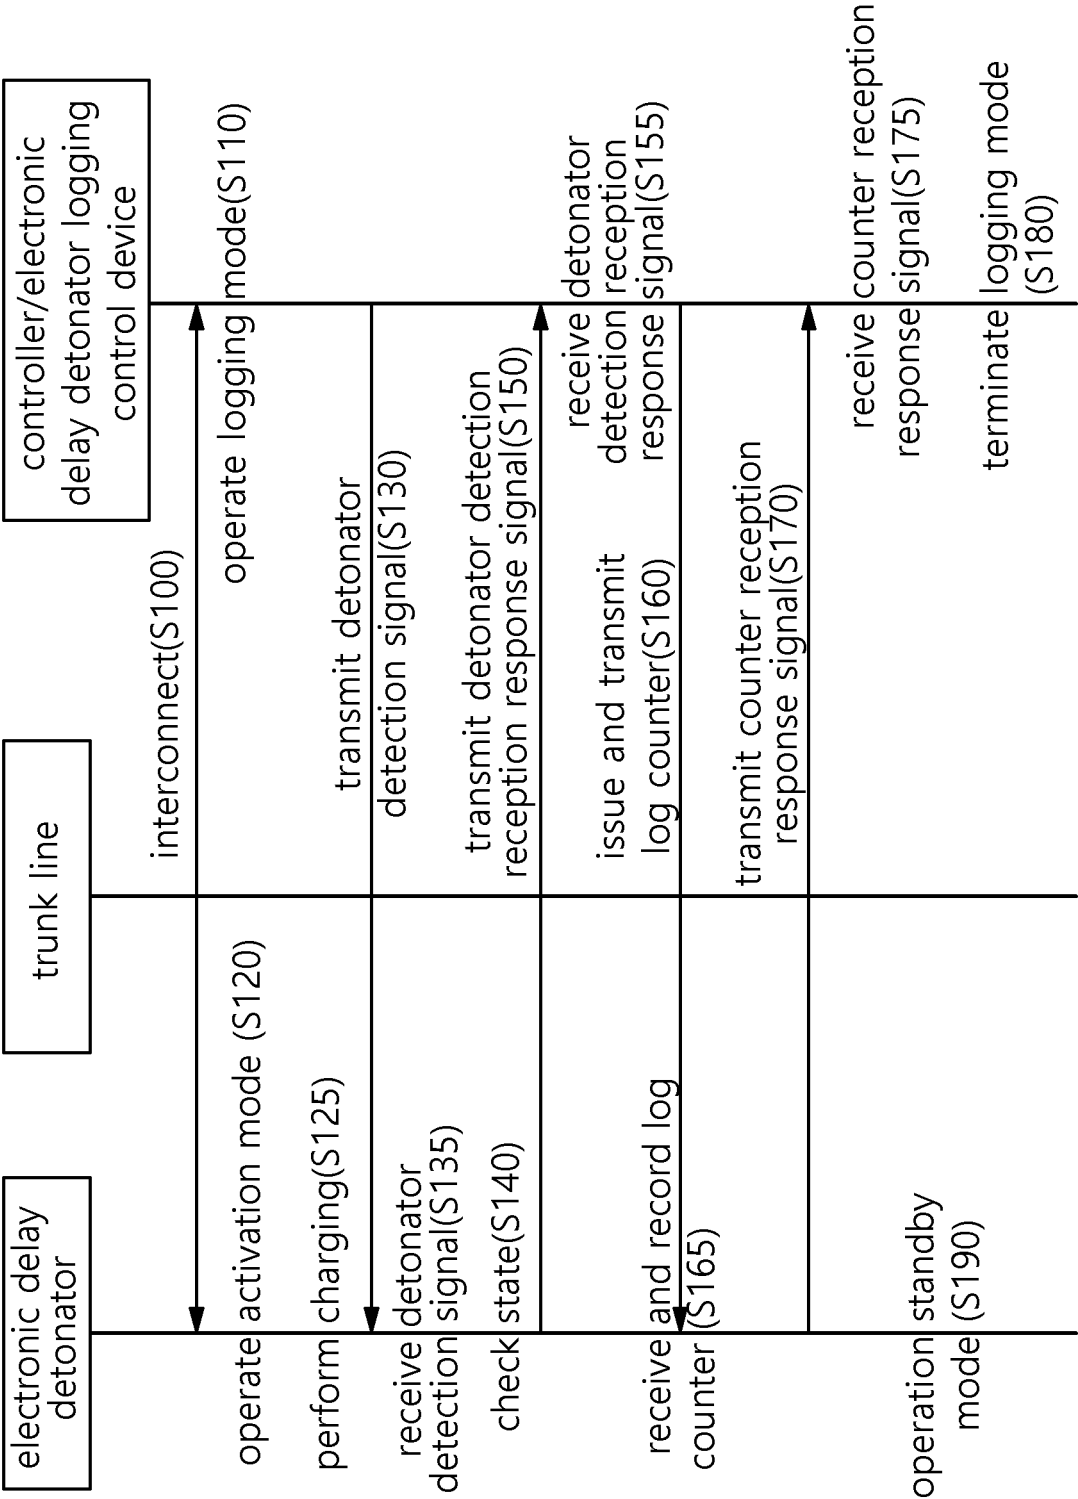 electronic delay
detonator
trunk line
controller/electronic
delay detonator logging
control device
interconnect(S100)
operate logging mode(S110)
operate activation mode (S120)
perform charging(S125)
transmit detonator
detection signal(S130)
receive detonator
detection signal(S135)
check state(S140)
transmit detonator detection
reception response signal(S150)
receive detonator
detection reception
response signal(S155)
issue and transmit
log counter(S160)
receive and record log
counter (S165)
transmit counter reception
response signal(S170)
receive counter reception
response signal(S175)
terminate logging mode
(S180)
operation standby
mode (S190)